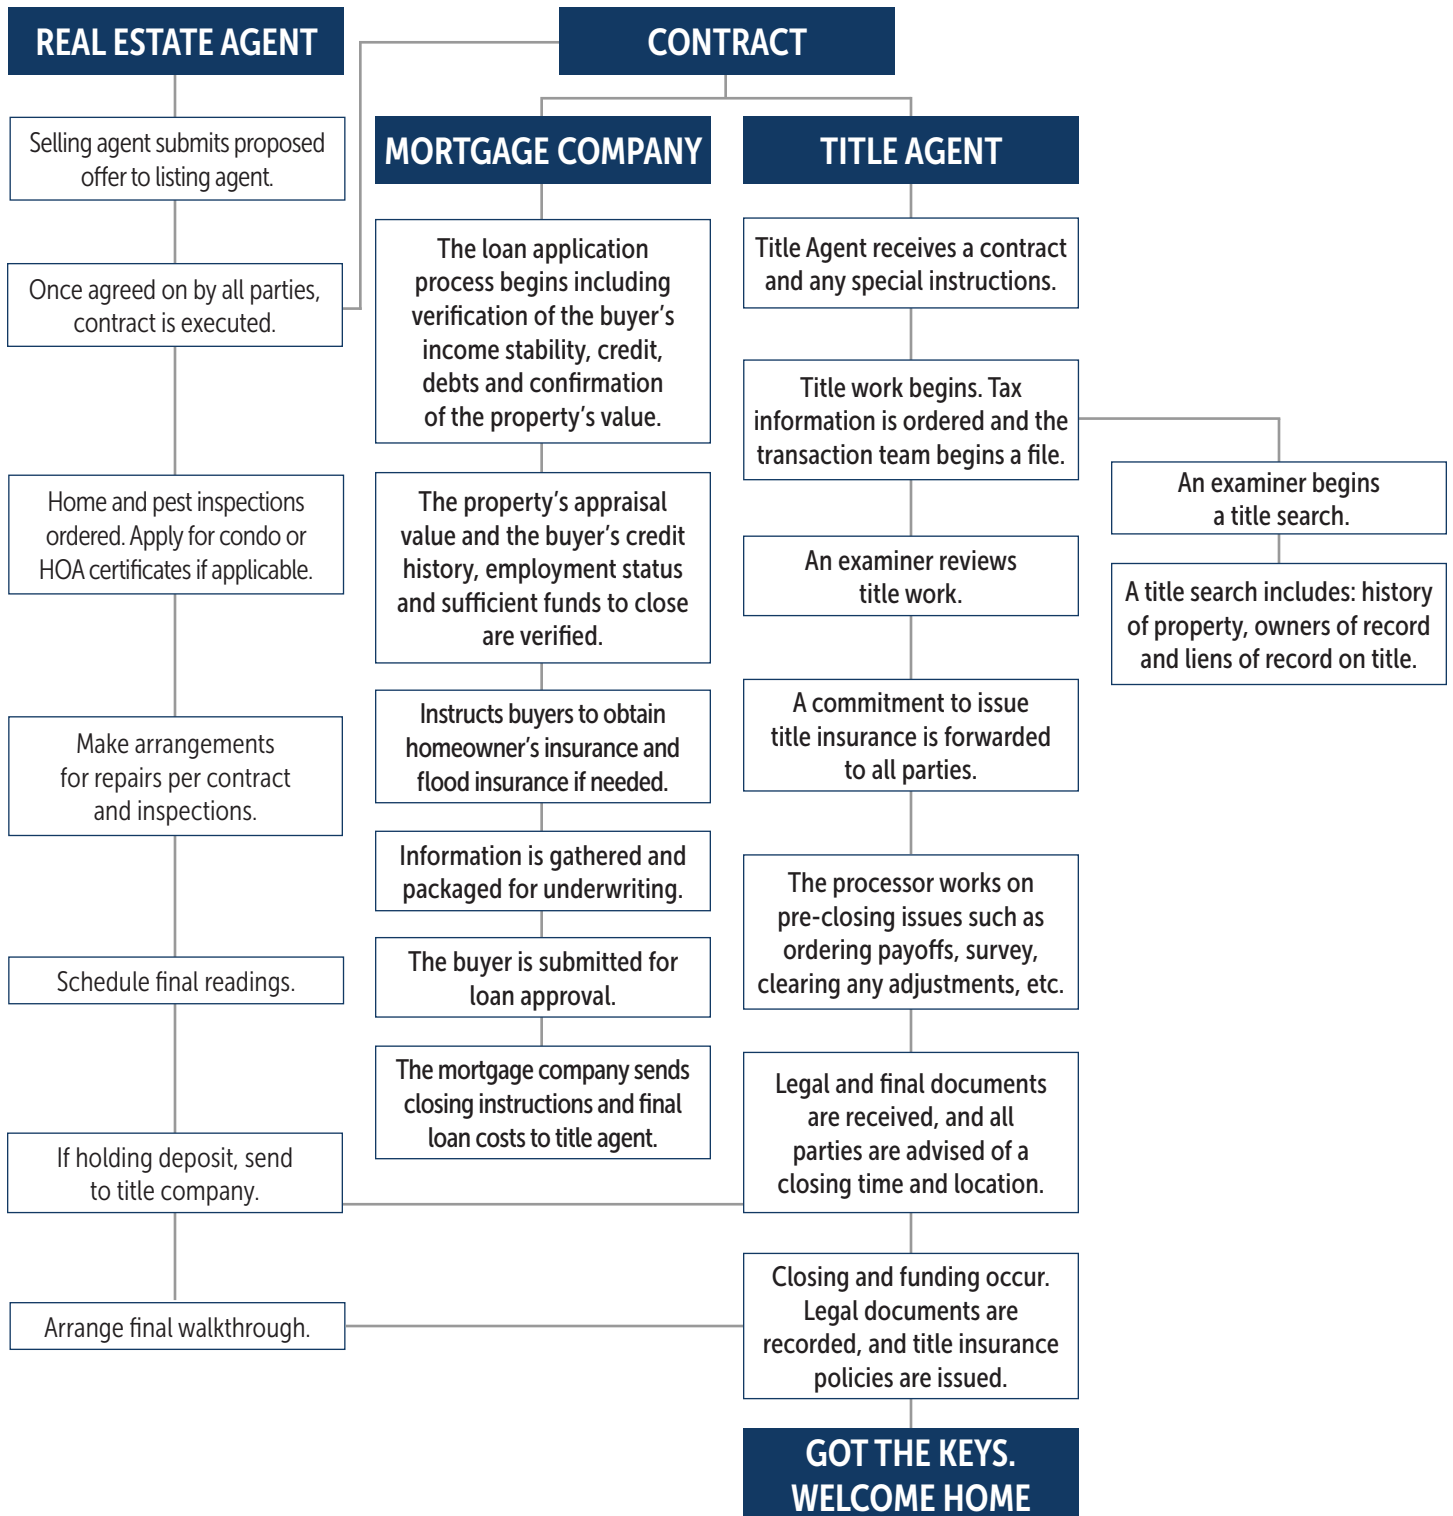 REAL ESTATE AGENT
Selling agent submits proposed
offer to listing agent.
Once agreed on by all parties,
contract is executed.
Home and pest inspections
ordered. Apply for condo or
HOA certificates if applicable.
Make arrangements
for repairs per contract
and inspections.
Schedule final readings.
If holding deposit, send
to title company.
Arrange final walkthrough.
CONTRACT
MORTGAGE COMPANY
The loan application
process begins including
verification of the buyer’s
income stability, credit,
debts and confirmation
of the property’s value.
The property’s appraisal
value and the buyer’s credit
history, employment status
and sufficient funds to close
are verified.
Instructs buyers to obtain
homeowner’s insurance and
flood insurance if needed.
Information is gathered and
packaged for underwriting.
The buyer is submitted for
loan approval.
The mortgage company sends
closing instructions and final
loan costs to title agent.
TITLE AGENT
Title Agent receives a contract
and any special instructions.
Title work begins. Tax
information is ordered and the
transaction team begins a file.
An examiner begins
a title search.
A title search includes: history
of property, owners of record
and liens of record on title.
An examiner reviews
title work.
A commitment to issue
title insurance is forwarded
to all parties.
The processor works on
pre-closing issues such as
ordering payoffs, survey,
clearing any adjustments, etc.
Legal and final documents
are received, and all
parties are advised of a
closing time and location.
Closing and funding occur.
Legal documents are
recorded, and title insurance
policies are issued.
GOT THE KEYS.
WELCOME HOME